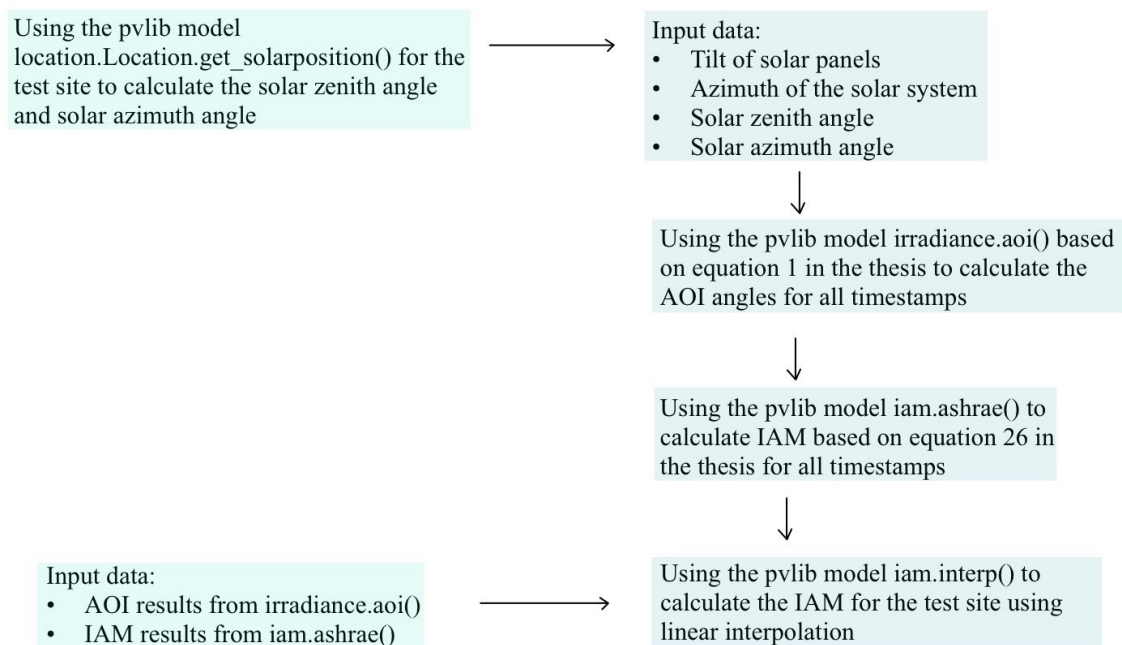 Using the pvlib model
location.Location.get_solarposition() for the
test site to calculate the solar zenith angle
and solar azimuth angle
Input data:
• Tilt of solar panels
• Azimuth of the solar system
• Solar zenith angle
• Solar azimuth angle
Using the pvlib model irradiance.aoi() based
on equation 1 in the thesis to calculate the
AOI angles for all timestamps
Using the pvlib model iam.ashrae() to
calculate IAM based on equation 26 in
the thesis for all timestamps
Input data:
• AOI results from irradiance.aoi()
• IAM results from iam.ashrae()
Using the pvlib model iam.interp() to
calculate the IAM for the test site using
linear interpolation